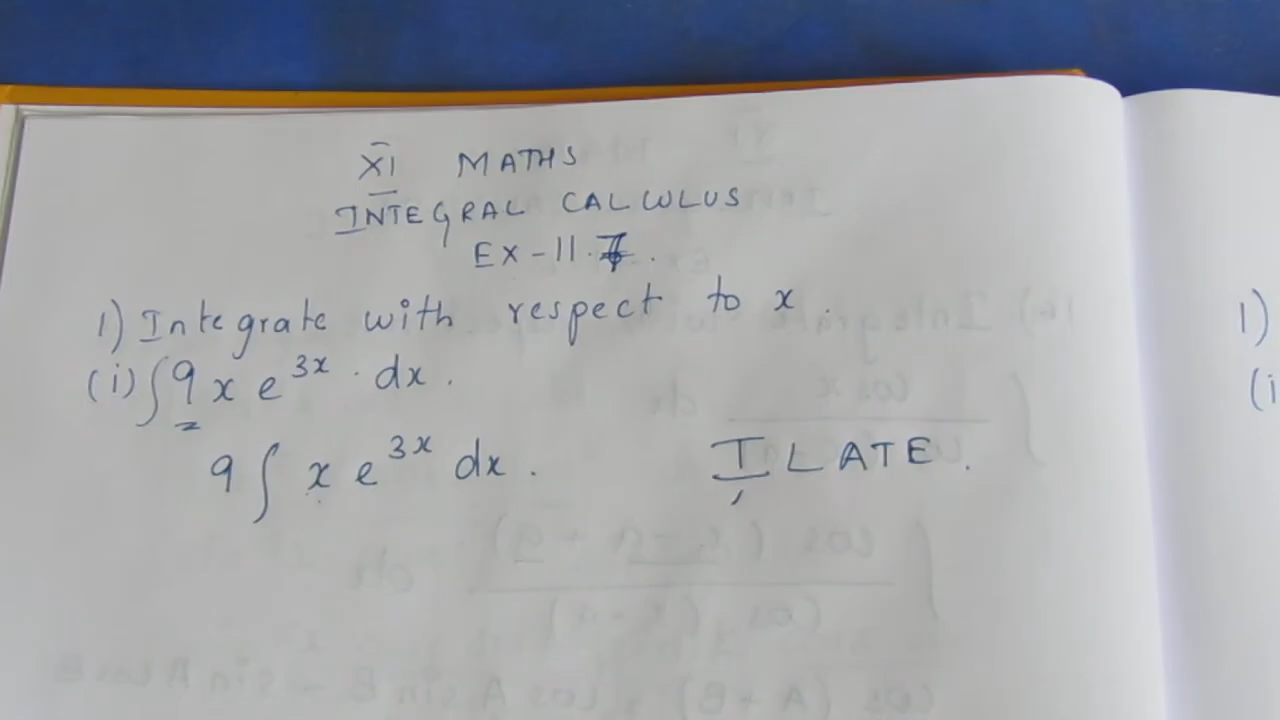 XI MATHS
INTEGRAL CALCULUS
EX-11.7.
1) Integrate with respect to x.
(i) ∫9 x e^{3x} . dx.
9 ∫ x e^{3x} dx.
ILATE.
1)
(i